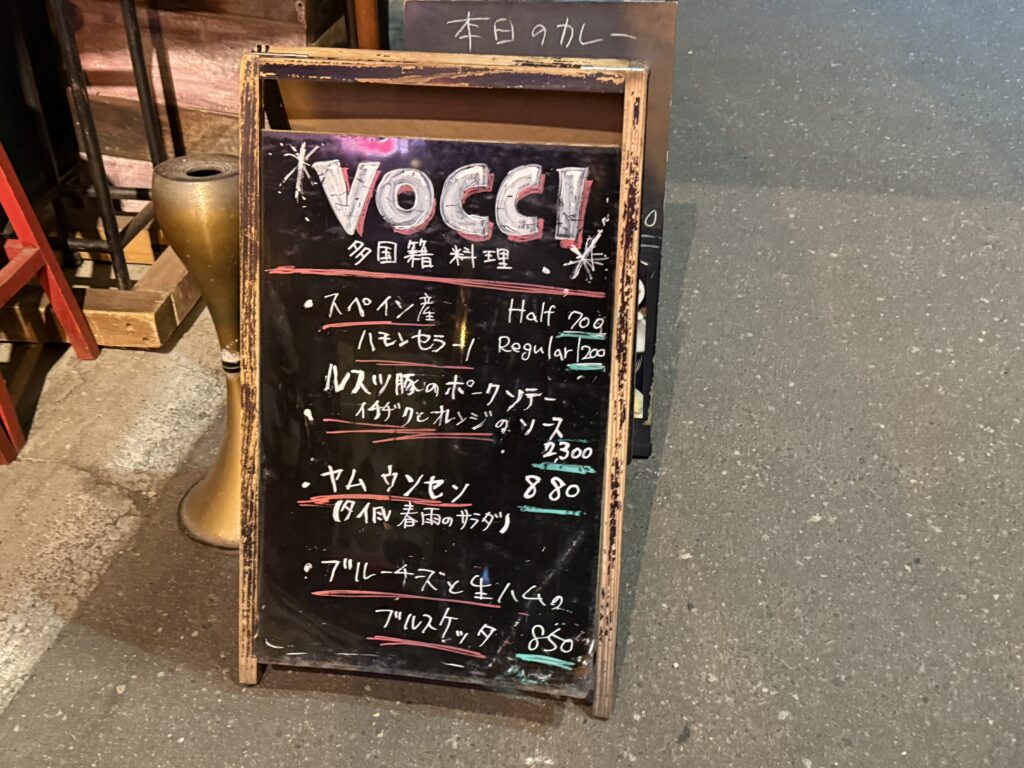 本日のカレー
VOCCI
多国籍 料理
・スペイン産 Half 700
ハモンセラーノ Regular 1200
ルスツ豚のポークソテー
・イチヂクとオレンジのソース
2,300
・ヤムウンセン 880
(タイ風 春雨のサラダ)
・ブルーチーズと生ハムの
ブルスケッタ 850